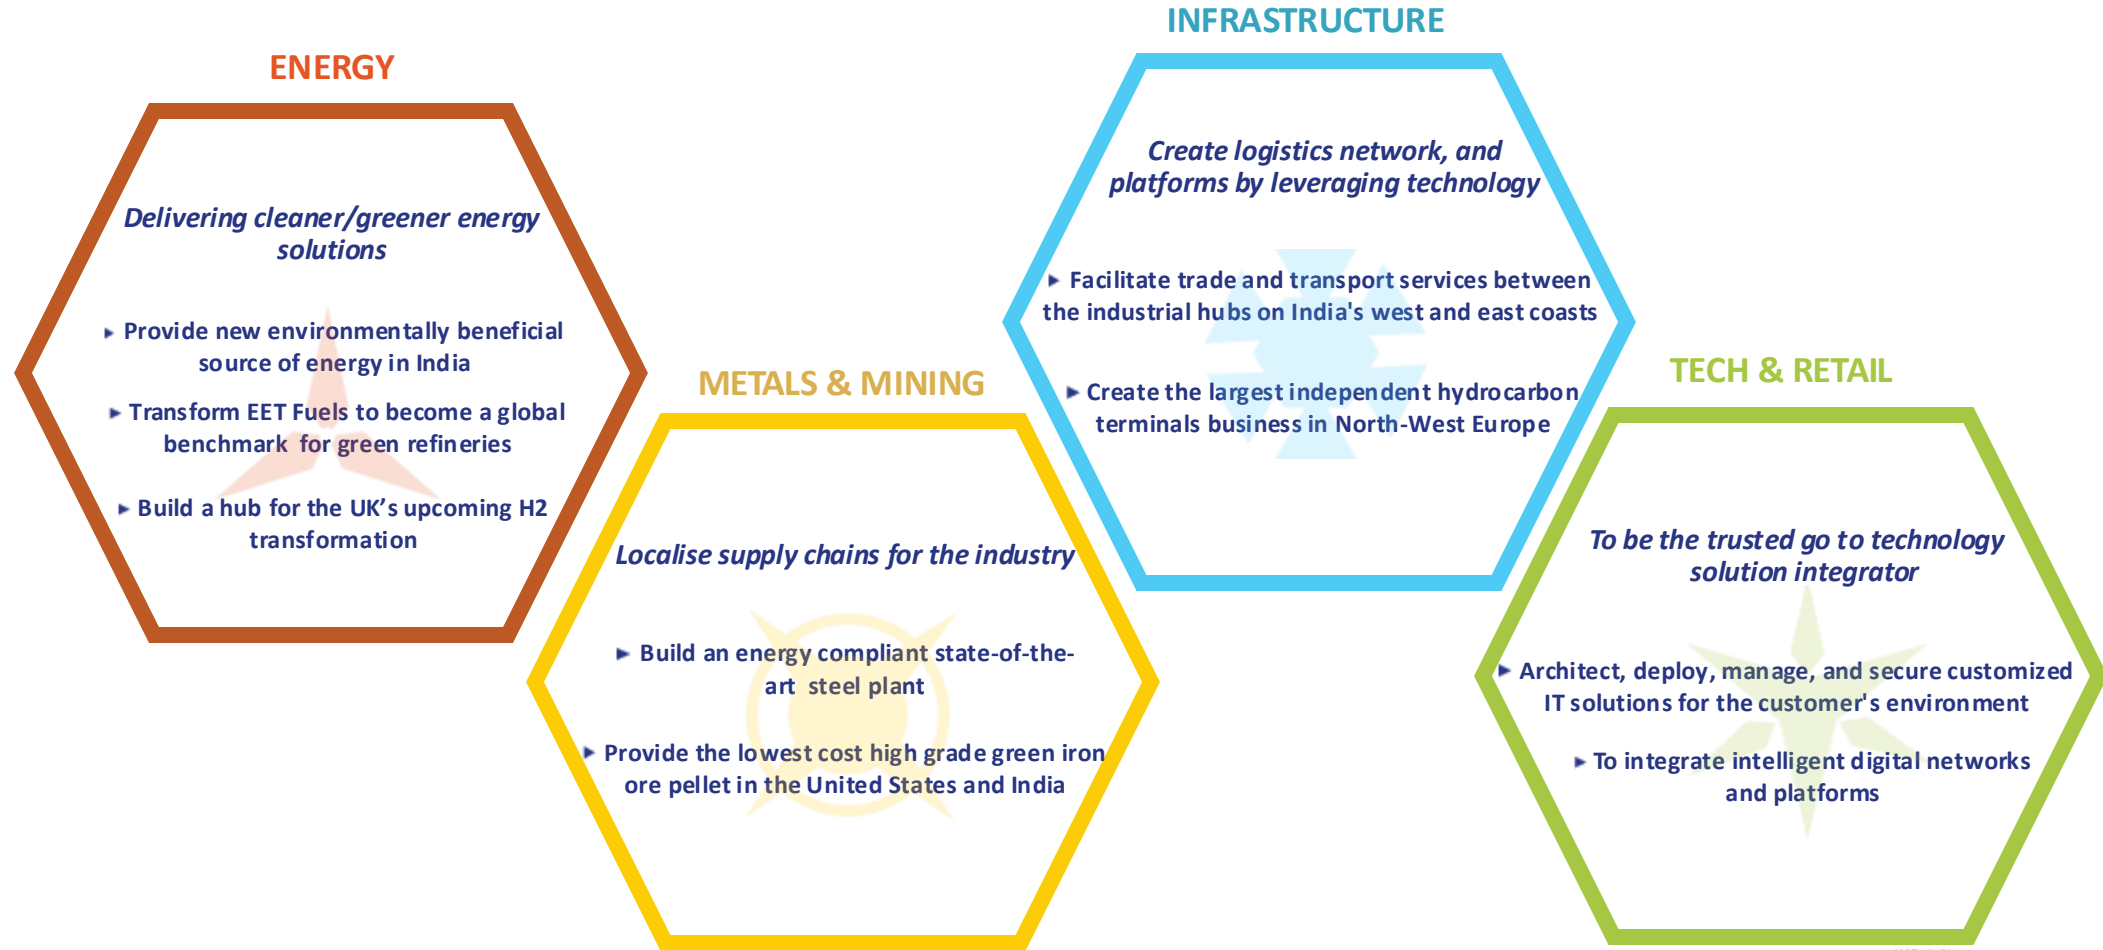 ENERGY
Delivering cleaner/greener energy
solutions
▸ Provide new environmentally beneficial
source of energy in India
▸ Transform EET Fuels to become a global
benchmark for green refineries
▸ Build a hub for the UK’s upcoming H2
transformation
METALS & MINING
Localise supply chains for the industry
▸ Build an energy compliant state-of-the-
art steel plant
▸ Provide the lowest cost high grade green iron
ore pellet in the United States and India
INFRASTRUCTURE
Create logistics network, and
platforms by leveraging technology
▸ Facilitate trade and transport services between
the industrial hubs on India's west and east coasts
▸ Create the largest independent hydrocarbon
terminals business in North-West Europe
TECH & RETAIL
To be the trusted go to technology
solution integrator
▸ Architect, deploy, manage, and secure customized
IT solutions for the customer's environment
▸ To integrate intelligent digital networks
and platforms